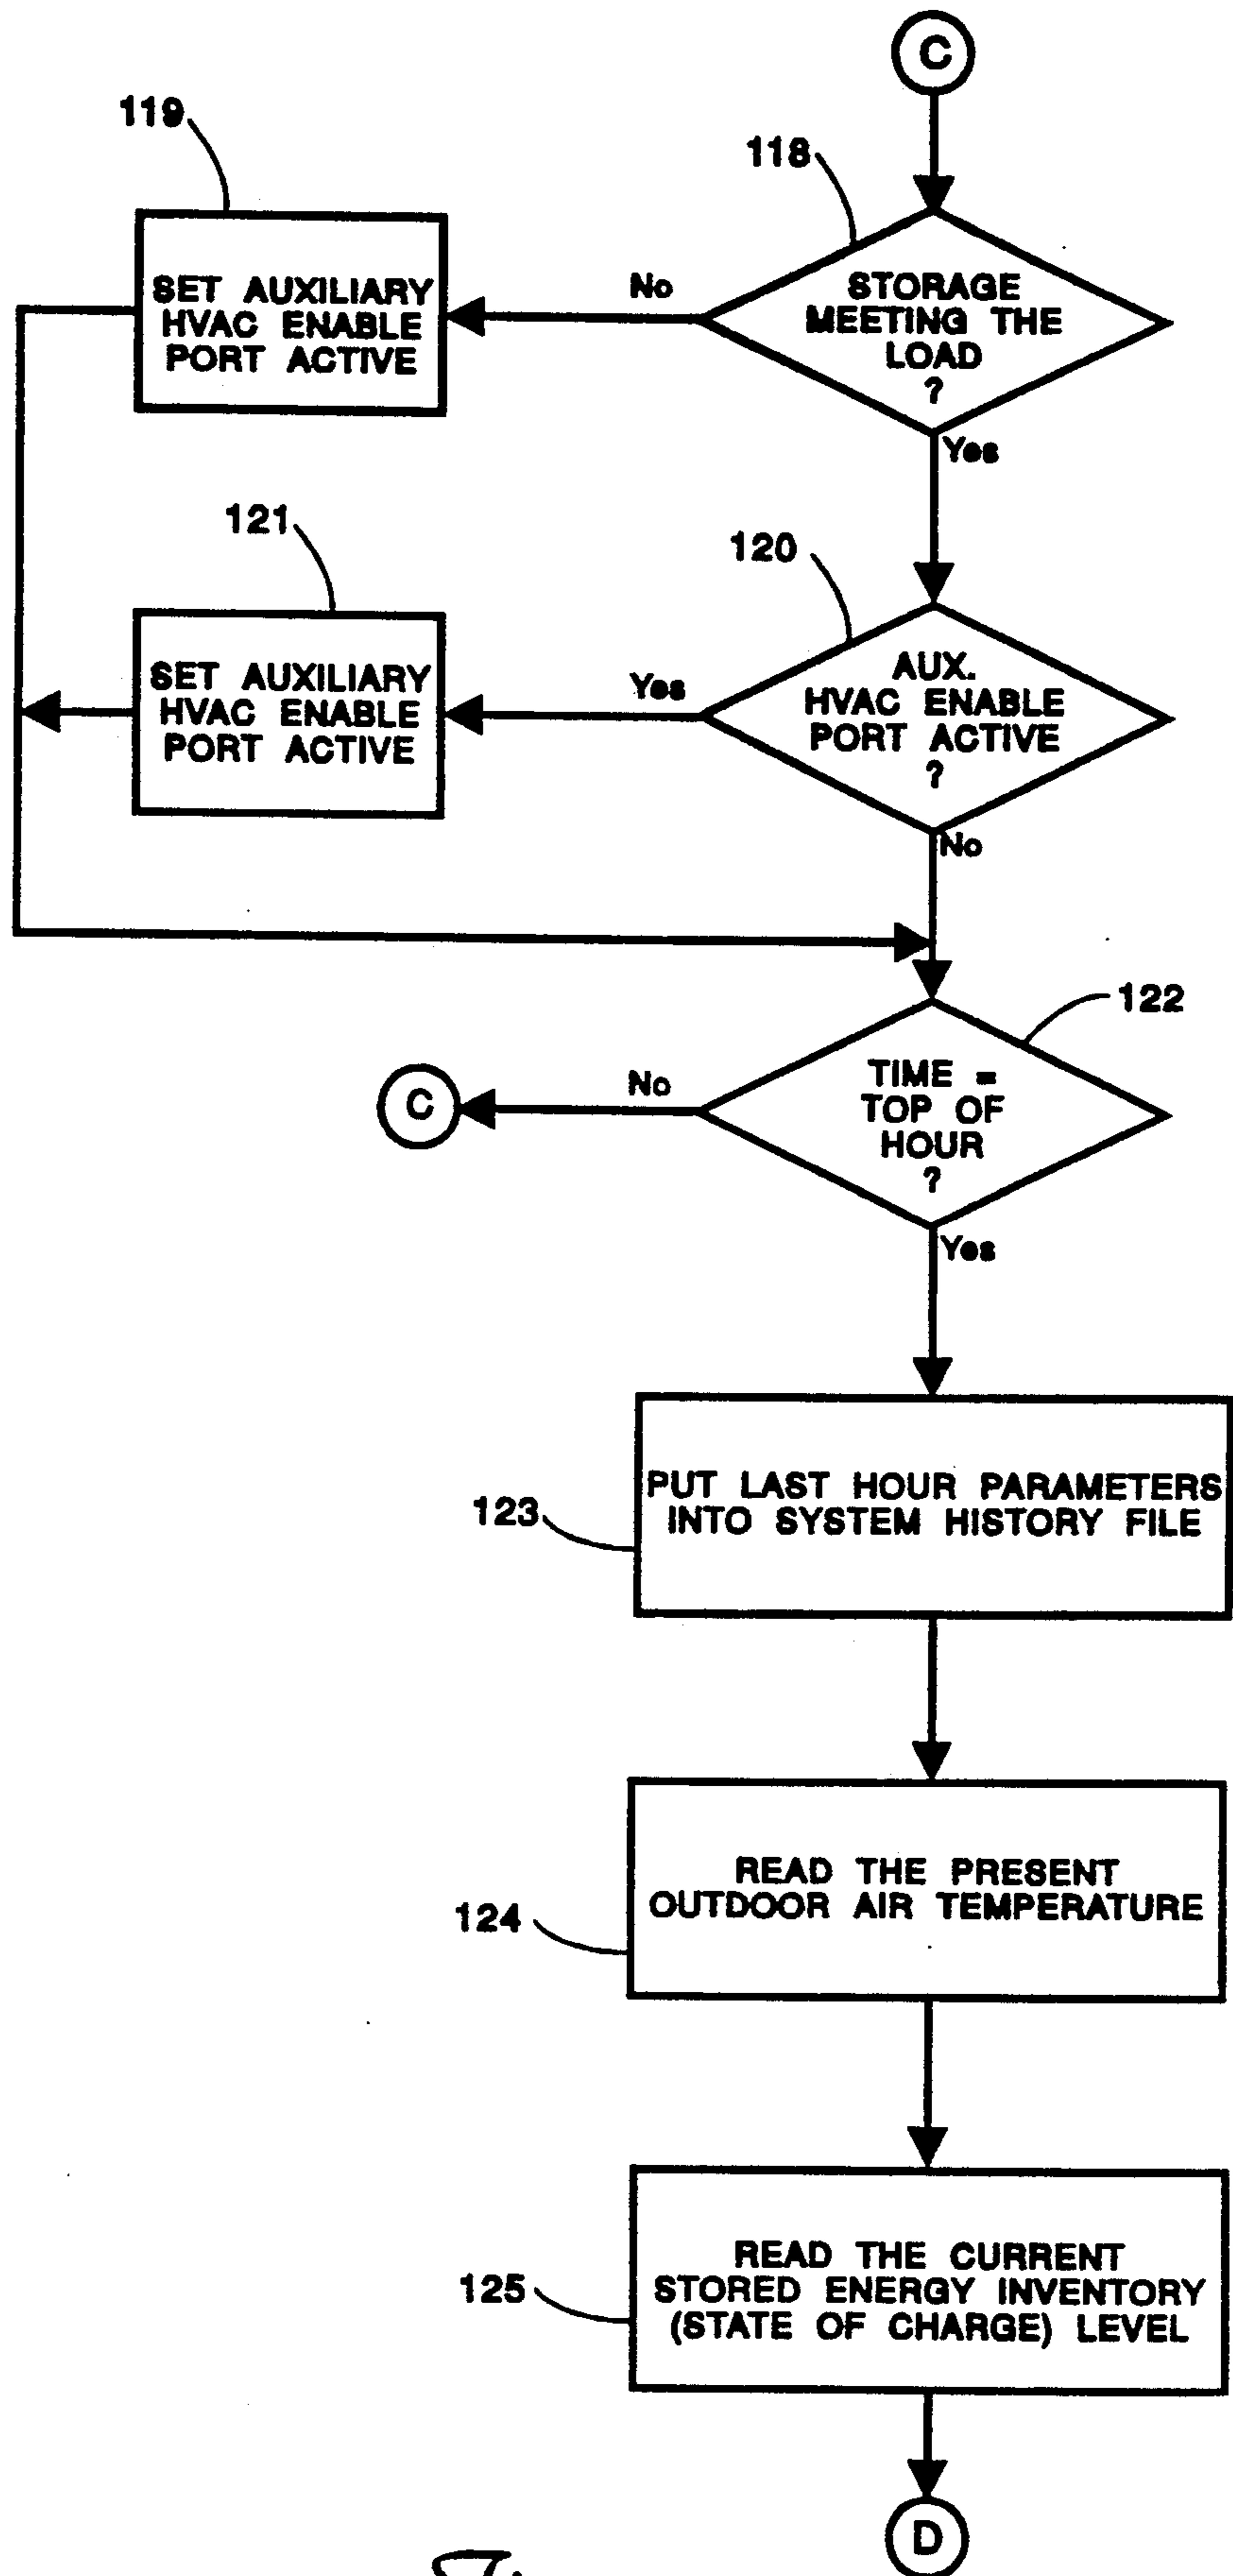 C
119
118
SET AUXILIARY
HVAC ENABLE
PORT ACTIVE
No
STORAGE
MEETING THE
LOAD
?
Yes
121
120
SET AUXILIARY
HVAC ENABLE
PORT ACTIVE
Yes
AUX.
HVAC ENABLE
PORT ACTIVE
?
No
122
C
No
TIME =
TOP OF
HOUR
?
Yes
123
PUT LAST HOUR PARAMETERS
INTO SYSTEM HISTORY FILE
124
READ THE PRESENT
OUTDOOR AIR TEMPERATURE
125
READ THE CURRENT
STORED ENERGY INVENTORY
(STATE OF CHARGE) LEVEL
D